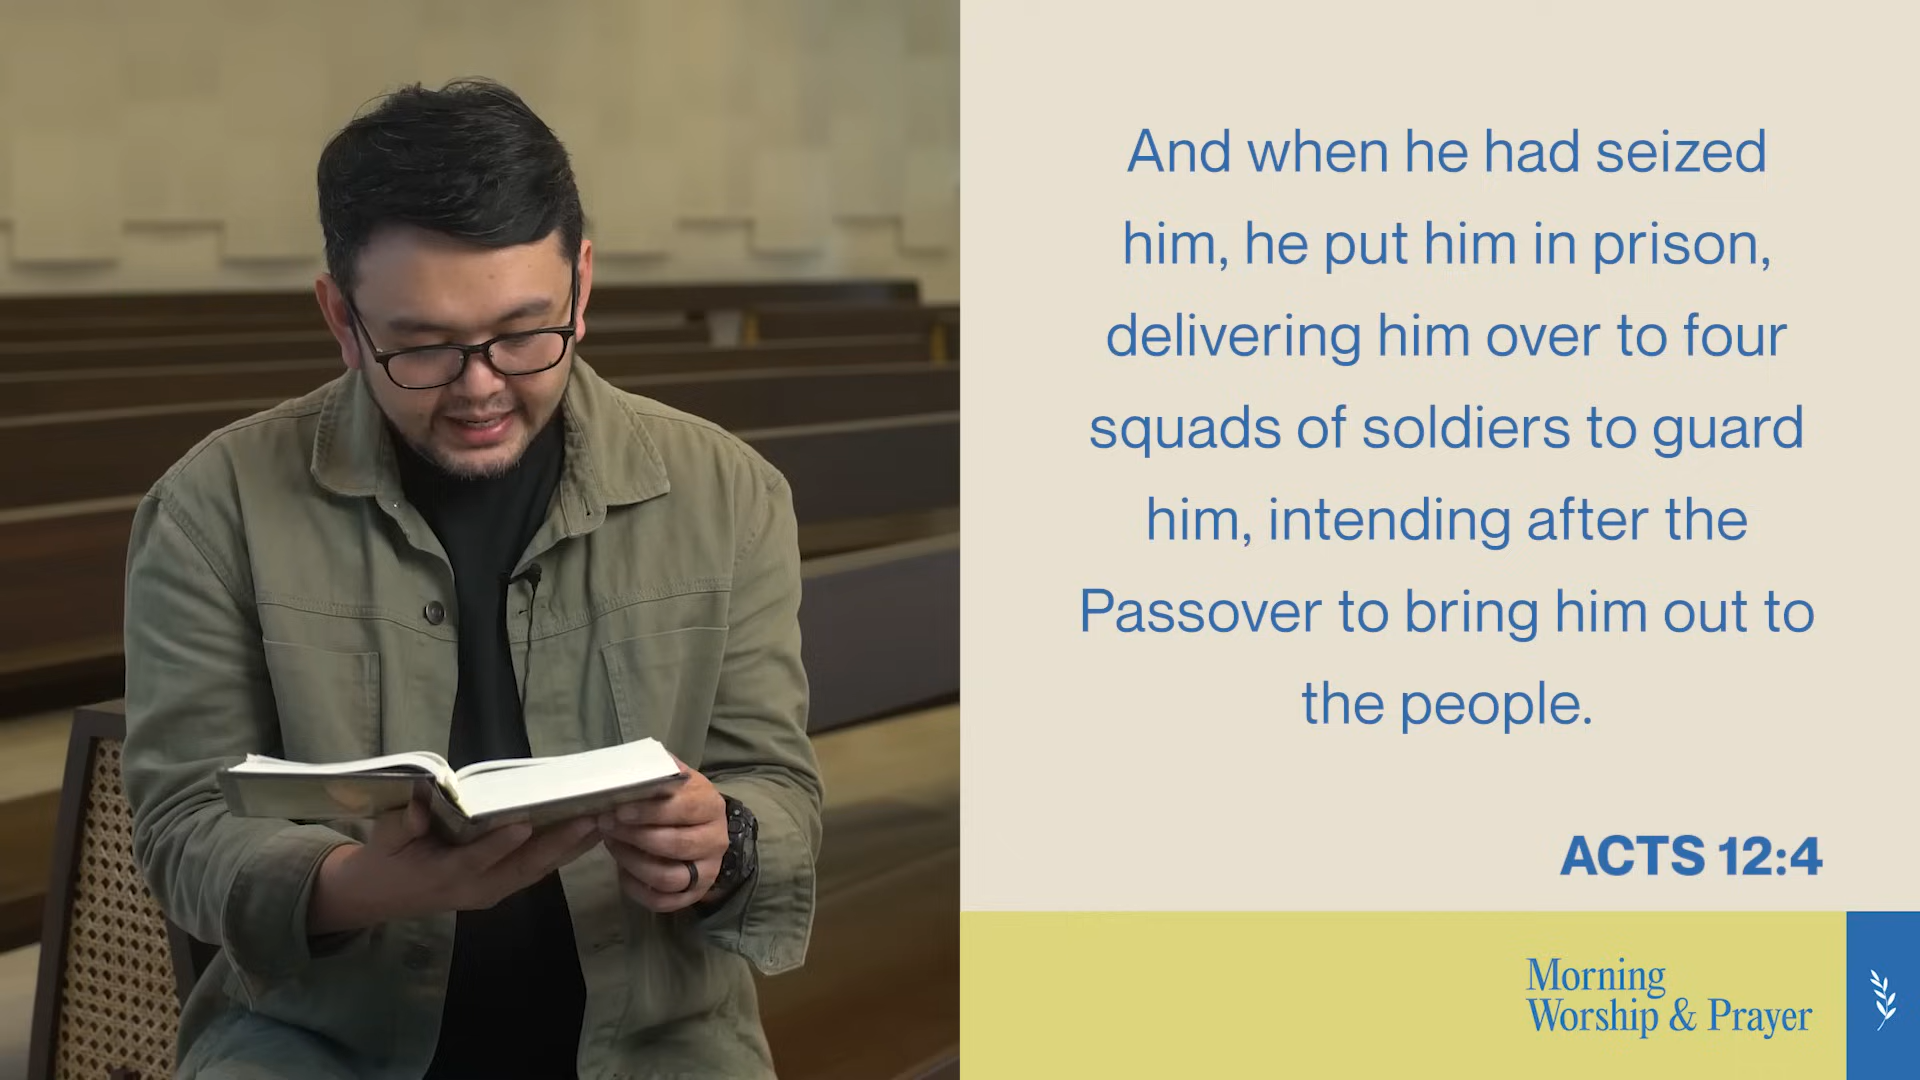 And when he had seized
him, he put him in prison,
delivering him over to four
squads of soldiers to guard
him, intending after the
Passover to bring him out to
the people.
ACTS 12:4
Morning
Worship & Prayer